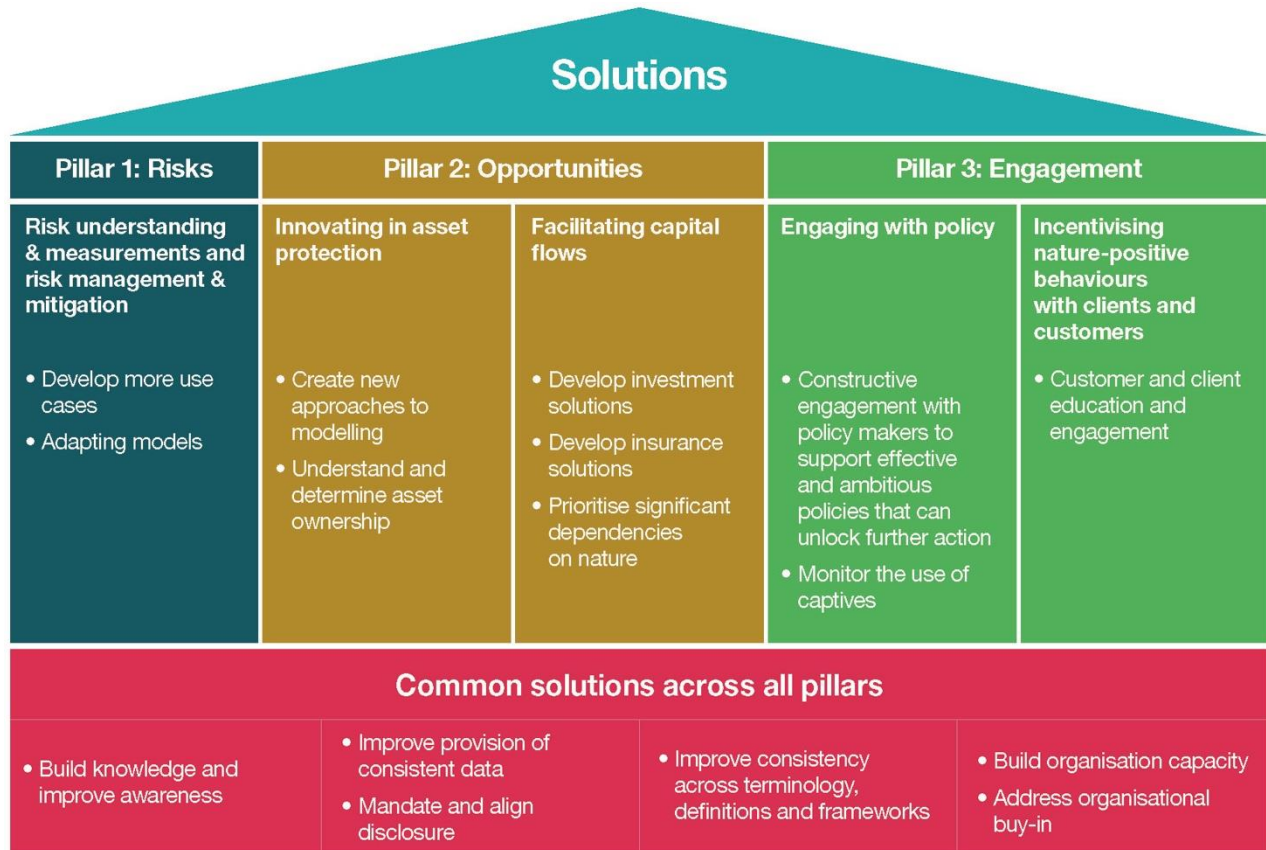 Solutions
Pillar 1: Risks
Pillar 2: Opportunities
Pillar 3: Engagement
Risk understanding
& measurements and
risk management &
mitigation
• Develop more use
cases
• Adapting models
Innovating in asset
protection
• Create new
approaches to
modelling
• Understand and
determine asset
ownership
Facilitating capital
flows
• Develop investment
solutions
• Develop insurance
solutions
• Prioritise significant
dependencies
on nature
Engaging with policy
• Constructive
engagement with
policy makers to
support effective
and ambitious
policies that can
unlock further action
• Monitor the use of
captives
Incentivising
nature-positive
behaviours
with clients and
customers
• Customer and client
education and
engagement
Common solutions across all pillars
• Build knowledge and
improve awareness
• Improve provision of
consistent data
• Mandate and align
disclosure
• Improve consistency
across terminology,
definitions and frameworks
• Build organisation capacity
• Address organisational
buy-in